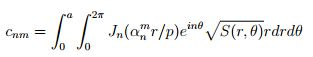 c_{nm} = \int_0^a \int_0^{2\pi} J_n(\alpha_n^m r/p) e^{in\theta} \sqrt{S(r,\theta)} r dr d\theta